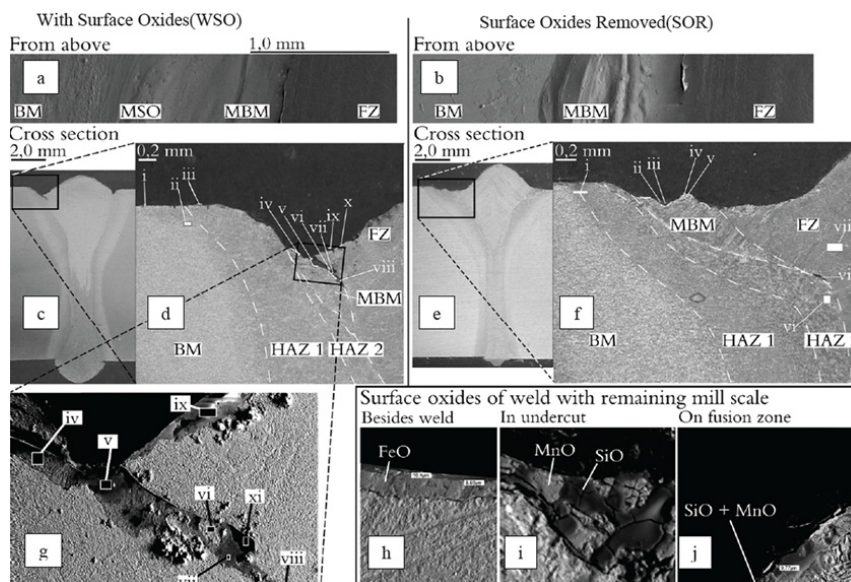 With Surface Oxides(WSO)
Surface Oxides Removed(SOR)
From above
1,0 mm
From above
a
b
BM
MSO
MBM
FZ
BM
MBM
FZ
Cross section
2,0 mm
0,2 mm
Cross section
2,0 mm
0,2 mm
i
ii
iii
iv
v
vi
vii
ix
x
FZ
viii
MBM
c
d
BM
HAZ 1
HAZ 2
i
ii
iii
iv
v
MBM
FZ
vii
vi
vi
e
f
BM
HAZ 1
HAZ
iv
v
ix
vi
xi
viii
g
Surface oxides of weld with remaining mill scale
Besides weld
In undercut
On fusion zone
FeO
MnO
SiO
SiO + MnO
h
i
j